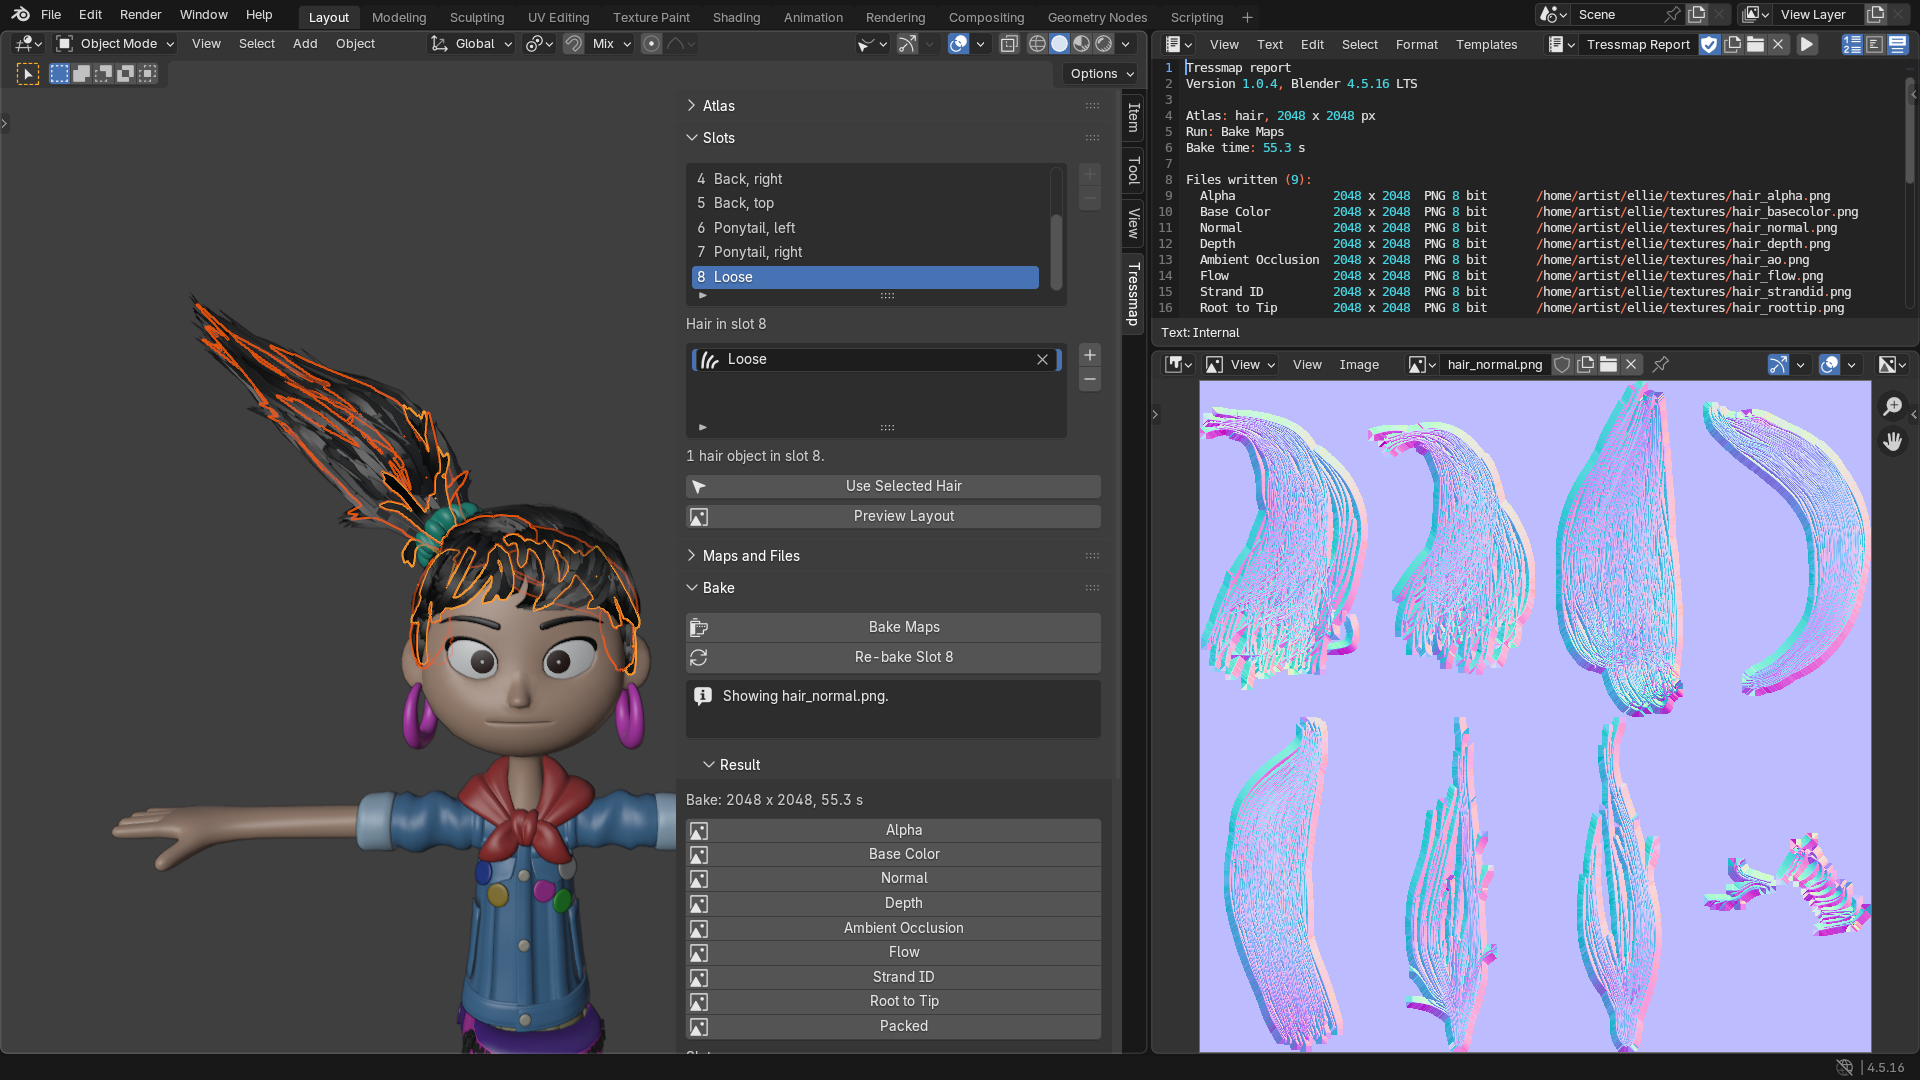 File Edit Render Window Help Layout Modeling Sculpting UV Editing Texture Paint Shading Animation Rendering Compositing Geometry Nodes Scripting + Scene View Layer
Object Mode View Select Add Object Global Mix
Options
Atlas
Slots
4 Back, right
5 Back, top
6 Ponytail, left
7 Ponytail, right
8 Loose
Hair in slot 8
Loose
1 hair object in slot 8.
Use Selected Hair
Preview Layout
Maps and Files
Bake
Bake Maps
Re-bake Slot 8
Showing hair_normal.png.
Result
Bake: 2048 x 2048, 55.3 s
Alpha
Base Color
Normal
Depth
Ambient Occlusion
Flow
Strand ID
Root to Tip
Packed
Item
Tool
View
Tressmap
View Text Edit Select Format Templates Tressmap Report
1 Tressmap report
2 Version 1.0.4, Blender 4.5.16 LTS
3
4 Atlas: hair, 2048 x 2048 px
5 Run: Bake Maps
6 Bake time: 55.3 s
7
8 Files written (9):
9 Alpha 2048 x 2048 PNG 8 bit /home/artist/ellie/textures/hair_alpha.png
10 Base Color 2048 x 2048 PNG 8 bit /home/artist/ellie/textures/hair_basecolor.png
11 Normal 2048 x 2048 PNG 8 bit /home/artist/ellie/textures/hair_normal.png
12 Depth 2048 x 2048 PNG 8 bit /home/artist/ellie/textures/hair_depth.png
13 Ambient Occlusion 2048 x 2048 PNG 8 bit /home/artist/ellie/textures/hair_ao.png
14 Flow 2048 x 2048 PNG 8 bit /home/artist/ellie/textures/hair_flow.png
15 Strand ID 2048 x 2048 PNG 8 bit /home/artist/ellie/textures/hair_strandid.png
16 Root to Tip 2048 x 2048 PNG 8 bit /home/artist/ellie/textures/hair_roottip.png
Text: Internal
View View Image hair_normal.png
4.5.16